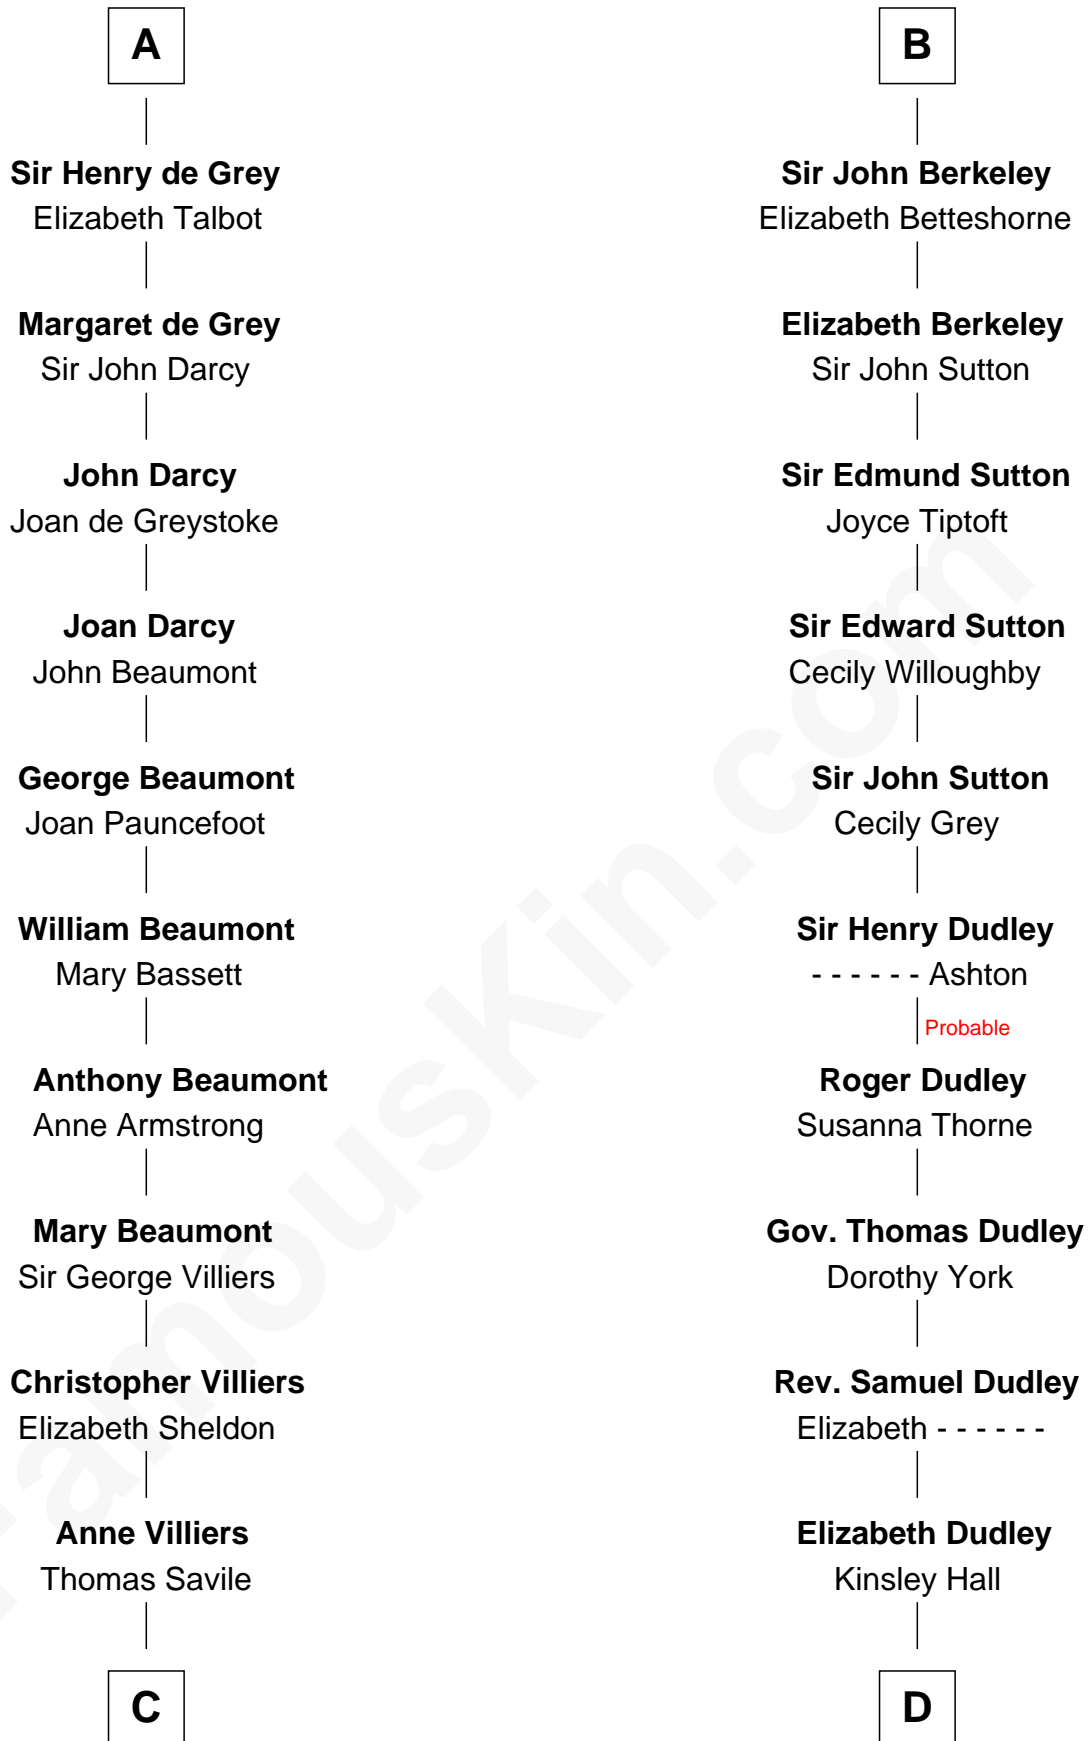 A
Sir Henry de Grey
Elizabeth Talbot
Margaret de Grey
Sir John Darcy
John Darcy
Joan de Greystoke
Joan Darcy
John Beaumont
George Beaumont
Joan Pauncefoot
William Beaumont
Mary Bassett
Anthony Beaumont
Anne Armstrong
Mary Beaumont
Sir George Villiers
Christopher Villiers
Elizabeth Sheldon
Anne Villiers
Thomas Savile
C
B
Sir John Berkeley
Elizabeth Betteshorne
Elizabeth Berkeley
Sir John Sutton
Sir Edmund Sutton
Joyce Tiptoft
Sir Edward Sutton
Cecily Willoughby
Sir John Sutton
Cecily Grey
Sir Henry Dudley
- - - - - - Ashton
Probable
Roger Dudley
Susanna Thorne
Gov. Thomas Dudley
Dorothy York
Rev. Samuel Dudley
Elizabeth - - - - - -
Elizabeth Dudley
Kinsley Hall
D
FamousKin.com